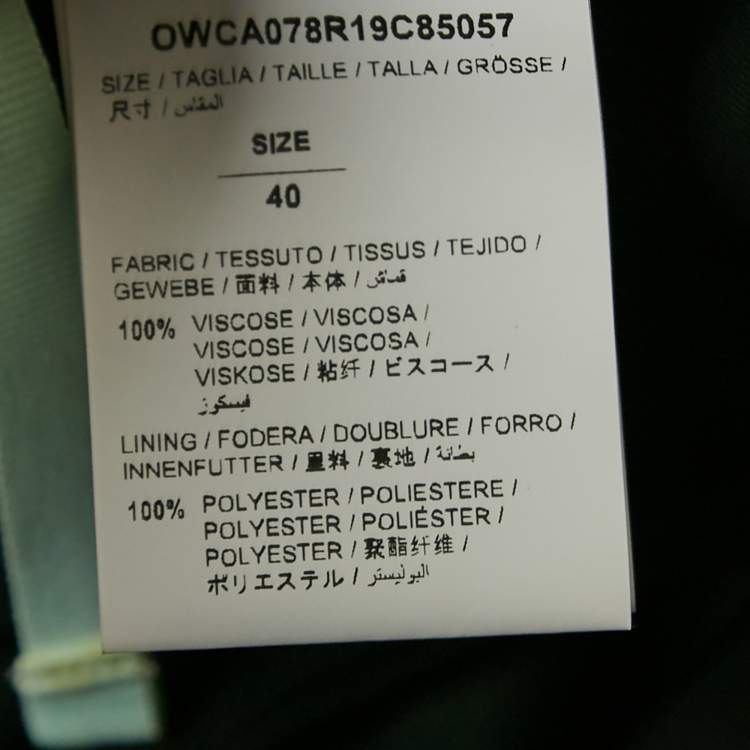 OWCA078R19C85057
SIZE / TAGLIA / TAILLE / TALLA / GRÖSSE /
尺寸 / المقاس
SIZE
40
FABRIC / TESSUTO / TISSUS / TEJIDO /
GEWEBE / 面料 / 本体 / قماش
100% VISCOSE / VISCOSA /
VISCOSE / VISCOSA /
VISKOSE / 粘纤 / ビスコース /
فيسكوز
LINING / FODERA / DOUBLURE / FORRO /
INNENFUTTER / 里料 / 裏地 / بطانة
100% POLYESTER / POLIESTERE /
POLYESTER / POLIÉSTER /
POLYESTER / 聚酯纤维 /
ポリエステル / البوليستر